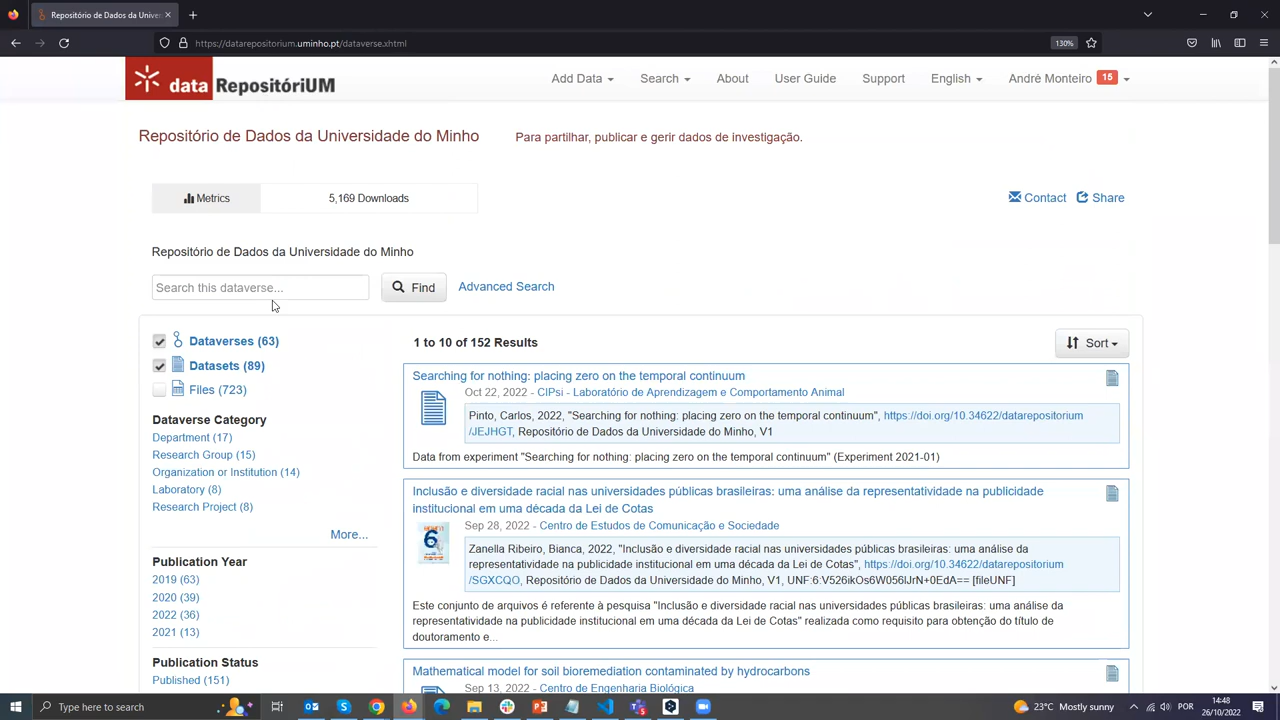 Repositório de Dados da Univer
https://datarepositorium.uminho.pt/dataverse.xhtml
130%
data RepositóriUM
Add Data
Search
About
User Guide
Support
English
André Monteiro 15
Repositório de Dados da Universidade do Minho
Para partilhar, publicar e gerir dados de investigação.
Metrics
5,169 Downloads
Contact
Share
Repositório de Dados da Universidade do Minho
Search this dataverse...
Find
Advanced Search
Dataverses (63)
Datasets (89)
Files (723)
Dataverse Category
Department (17)
Research Group (15)
Organization or Institution (14)
Laboratory (8)
Research Project (8)
More...
Publication Year
2019 (63)
2020 (39)
2022 (36)
2021 (13)
Publication Status
Published (151)
1 to 10 of 152 Results
Sort
Searching for nothing: placing zero on the temporal continuum
Oct 22, 2022 - CIPsi - Laboratório de Aprendizagem e Comportamento Animal
Pinto, Carlos, 2022, "Searching for nothing: placing zero on the temporal continuum", https://doi.org/10.34622/datarepositorium
/JEJHGT, Repositório de Dados da Universidade do Minho, V1
Data from experiment "Searching for nothing: placing zero on the temporal continuum" (Experiment 2021-01)
Inclusão e diversidade racial nas universidades públicas brasileiras: uma análise da representatividade na publicidade
institucional em uma década da Lei de Cotas
Sep 28, 2022 - Centro de Estudos de Comunicação e Sociedade
Zanella Ribeiro, Bianca, 2022, "Inclusão e diversidade racial nas universidades públicas brasileiras: uma análise da
representatividade na publicidade institucional em uma década da Lei de Cotas", https://doi.org/10.34622/datarepositorium
/SGXCQO, Repositório de Dados da Universidade do Minho, V1, UNF:6:V526ikOs6W056lJrN+0EdA== [fileUNF]
Este conjunto de arquivos é referente à pesquisa "Inclusão e diversidade racial nas universidades públicas brasileiras: uma análise da
representatividade na publicidade institucional em uma década da Lei de Cotas" realizada como requisito para obtenção do título de
doutoramento e...
Mathematical model for soil bioremediation contaminated by hydrocarbons
Sep 13, 2022 - Centro de Engenharia Biológica
Type here to search
23°C Mostly sunny
POR
14:48
26/10/2022